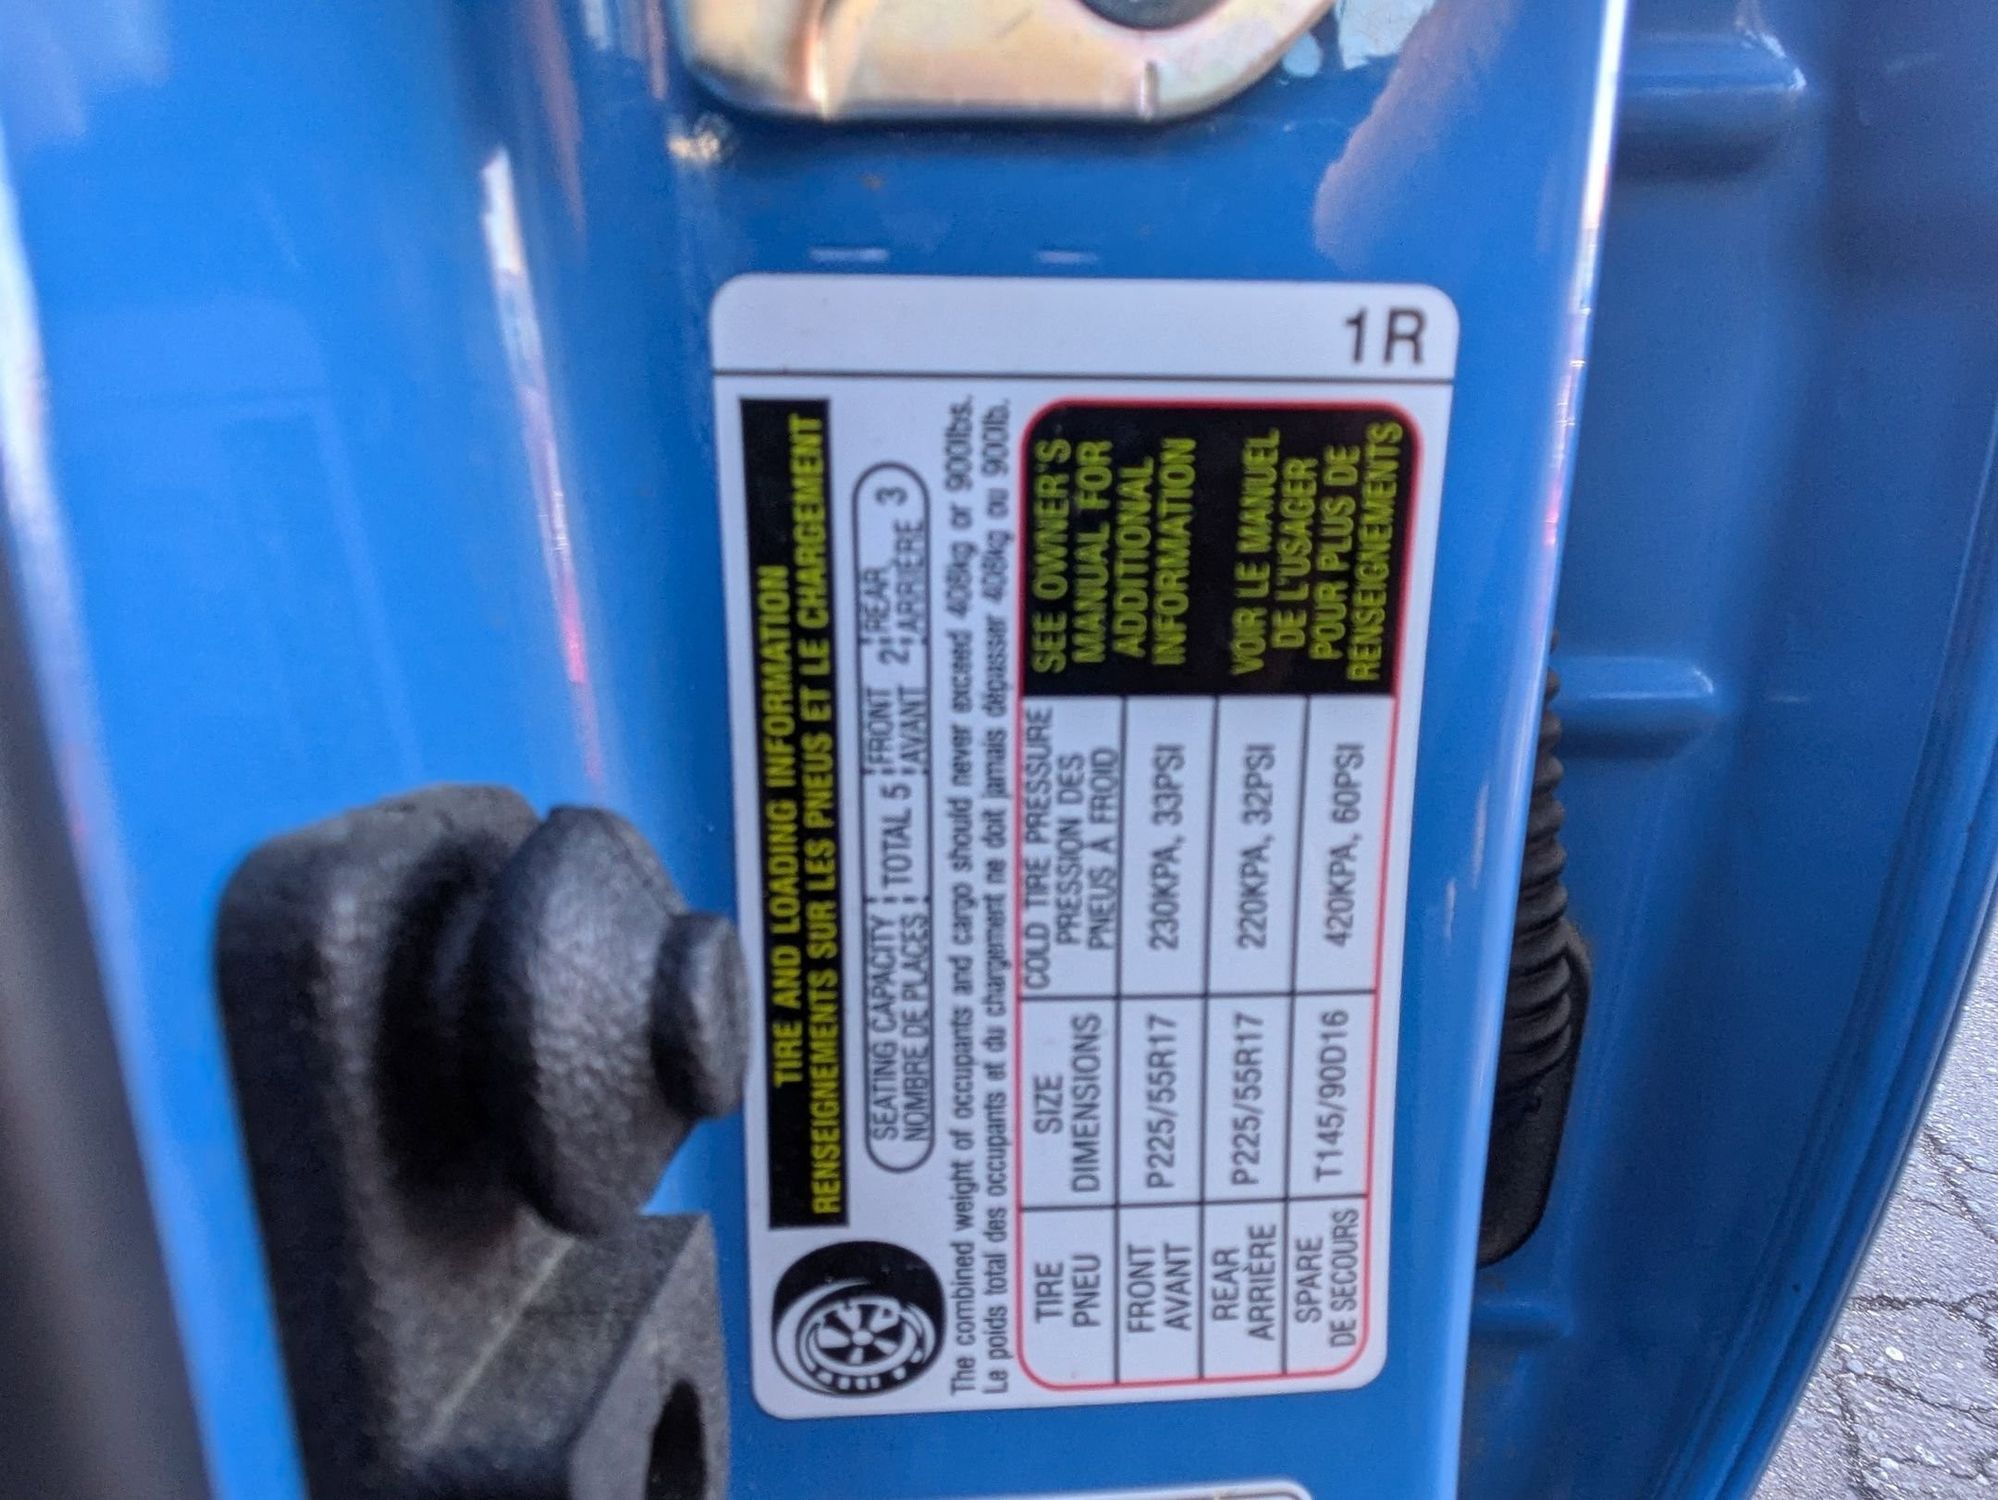 TIRE AND LOADING INFORMATION
RENSEIGNEMENTS SUR LES PNEUS ET LE CHARGEMENT
SEATING CAPACITY TOTAL 5 FRONT 2 REAR 3
NOMBRE DE PLACES AVANT ARRIÈRE
The combined weight of occupants and cargo should never exceed 408kg or 900lbs.
Le poids total des occupants et du chargement ne doit jamais dépasser 408kg ou 900lb.
TIRE
PNEU
SIZE
DIMENSIONS
COLD TIRE PRESSURE
PRESSION DES
PNEUS À FROID
FRONT
AVANT
P225/55R17
230KPA, 33PSI
REAR
ARRIÈRE
P225/55R17
220KPA, 32PSI
SPARE
DE SECOURS
T145/90D16
420KPA, 60PSI
SEE OWNER'S
MANUAL FOR
ADDITIONAL
INFORMATION
VOIR LE MANUEL
DE L'USAGER
POUR PLUS DE
RENSEIGNEMENTS
1R